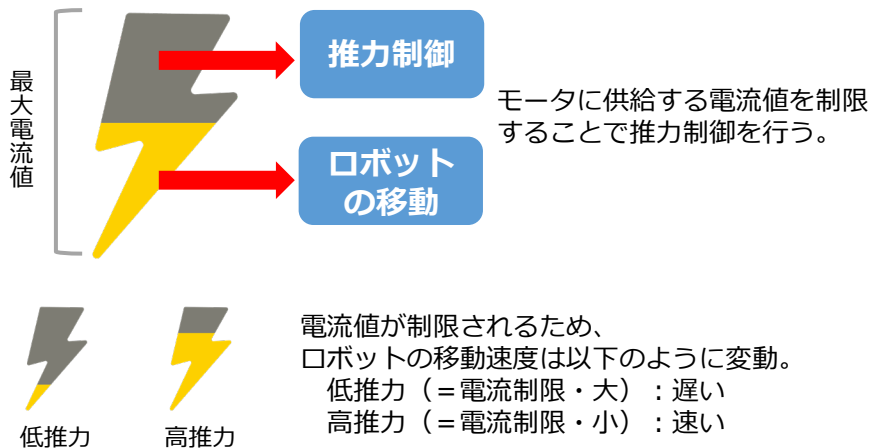 最大電流値
推力制御
モータに供給する電流値を制限
することで推力制御を行う。
ロボット
の移動
電流値が制限されるため、
ロボットの移動速度は以下のように変動。
低推力（＝電流制限・大）：遅い
高推力（＝電流制限・小）：速い
低推力
高推力